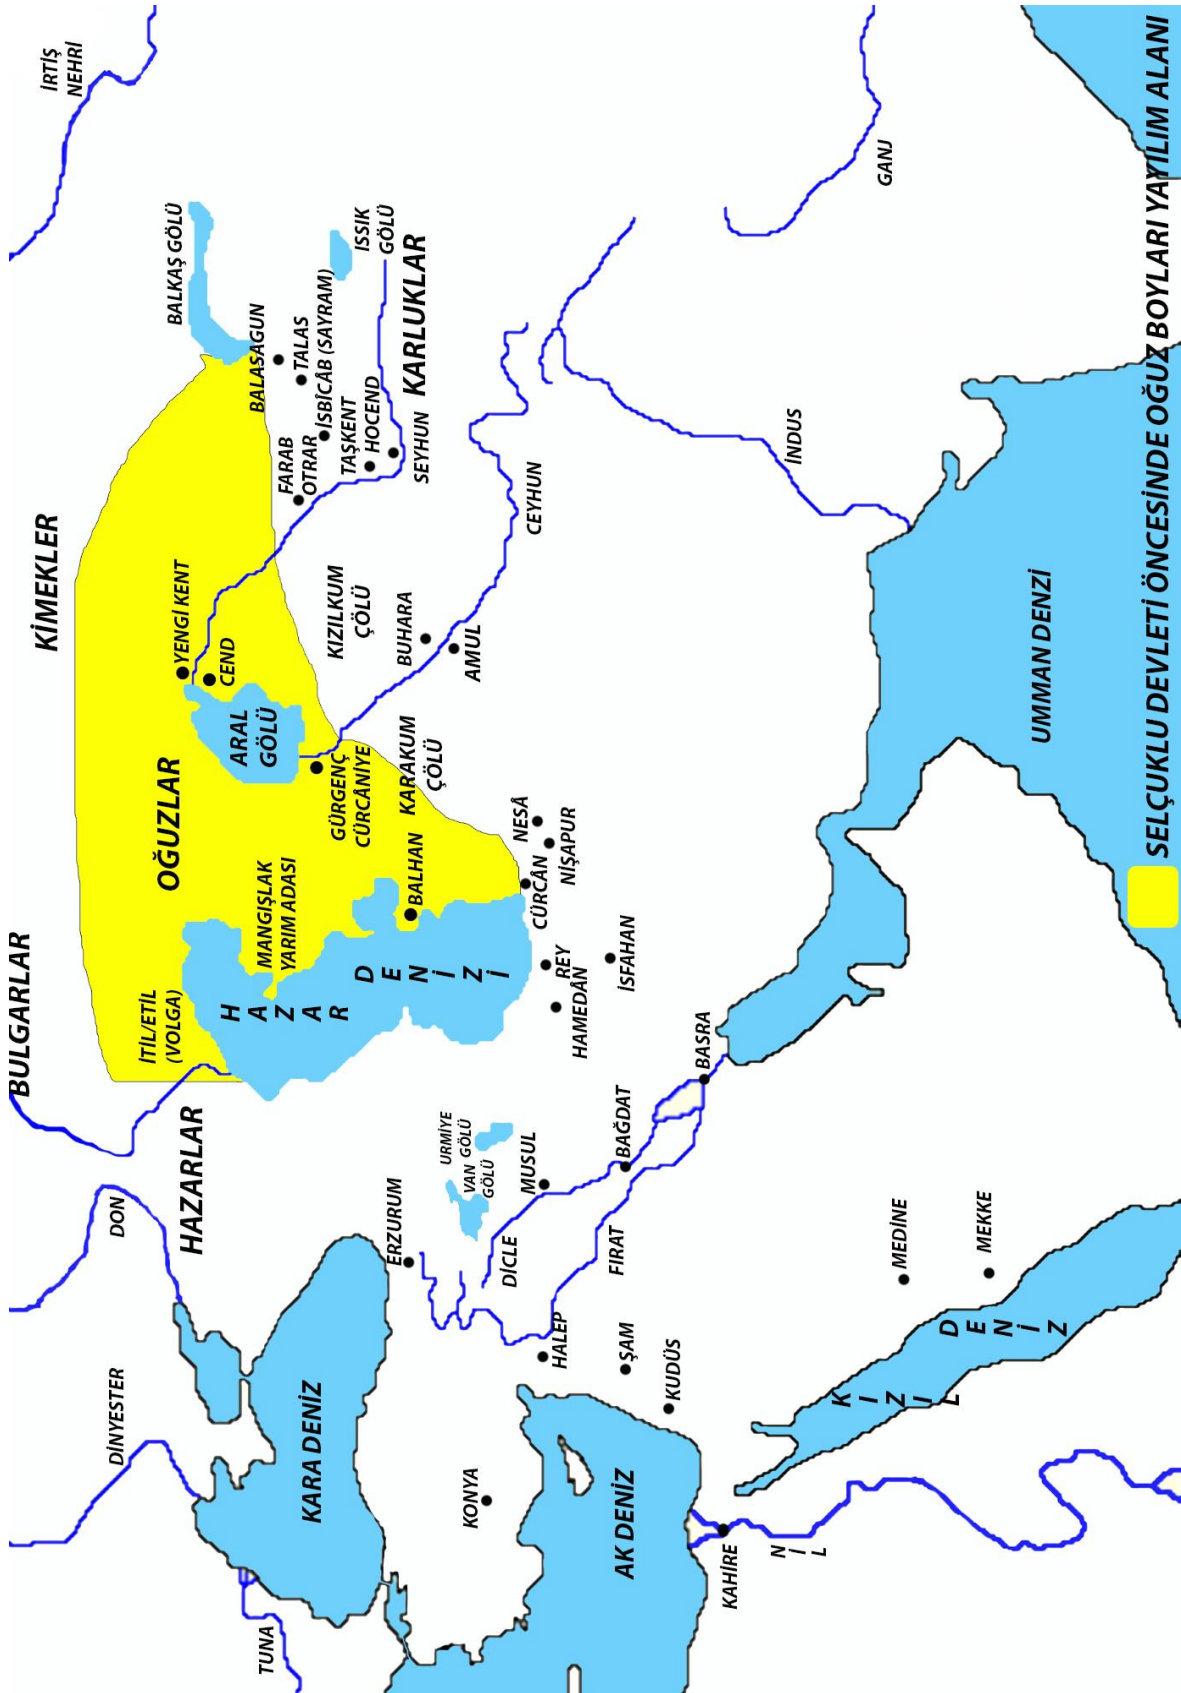 BULGARLAR
KİMEKLER
İRTİŞ
NEHRİ
DİNYESTER
DON
İTİL/ETİL
(VOLGA)
OĞUZLAR
HAZARLAR
YENGİ KENT
CEND
BALKAŞ GÖLÜ
TUNA
KARA DENİZ
HAZAR
DENİZİ
MANGIŞLAK
YARIM ADASI
ARAL
GÖLÜ
BALASAGUN
TALAS
İSBİCÂB (SAYRAM)
FARAB
OTRAR
TAŞKENT
HOCEND
SEYHUN
ISSIK
GÖLÜ
KARLUKLAR
GÜRGENÇ
CÜRCÂNİYE
KIZILKUM
ÇÖLÜ
KARAKUM
ÇÖLÜ
BALHAN
BUHARA
AMUL
CEYHUN
ERZURUM
URMİYE
GÖLÜ
VAN
GÖLÜ
KONYA
DİCLE
MUSUL
CÜRCÂN
NESÂ
NİŞAPUR
REY
HAMEDÂN
İSFAHAN
HALEP
FIRAT
BAĞDAT
AK DENİZ
ŞAM
KUDÜS
BASRA
İNDUS
GANJ
KAHİRE
NİL
KIZIL
DENİZ
MEDİNE
MEKKE
UMMAN DENZİ
SELÇUKLU DEVLETİ ÖNCESİNDE OĞUZ BOYLARI YAYILIM ALANI